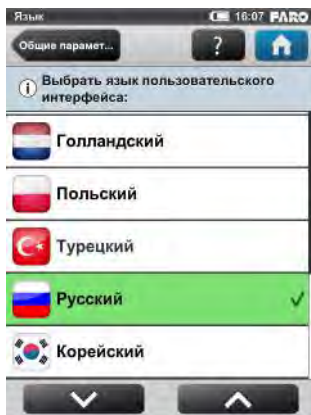 Язык 16:07 FARO
Общие парамет... ?
Выбрать язык пользовательского
интерфейса:
Голландский
Польский
Турецкий
Русский
Корейский